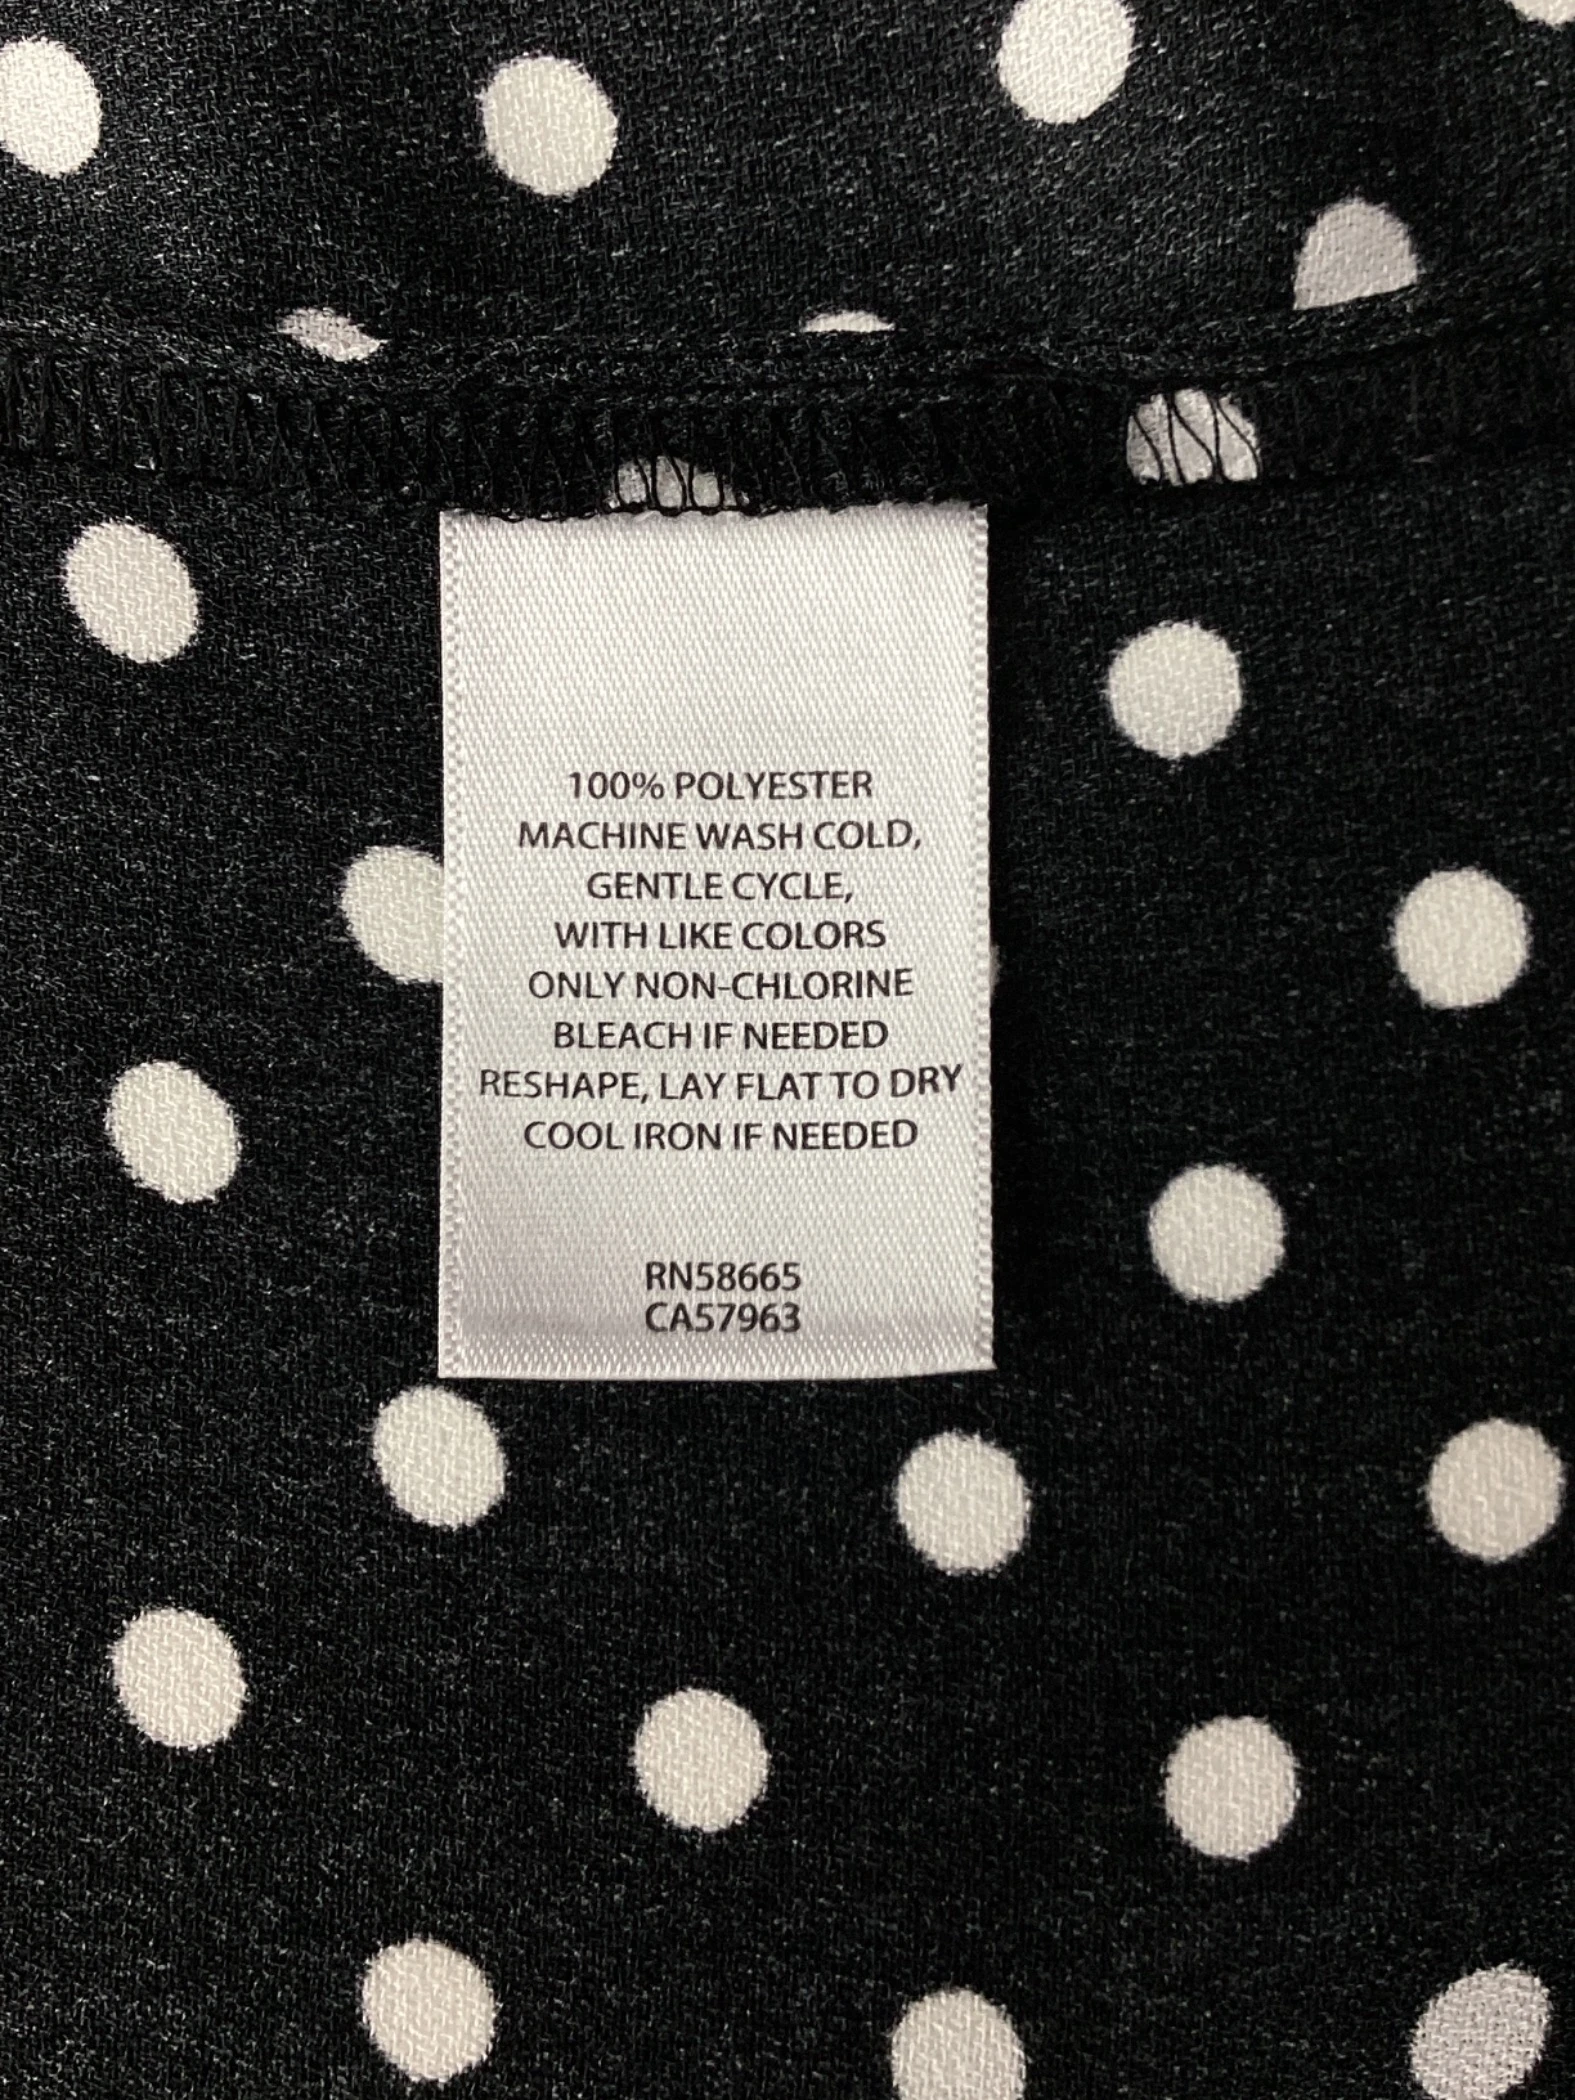 100% POLYESTER
MACHINE WASH COLD,
GENTLE CYCLE,
WITH LIKE COLORS
ONLY NON-CHLORINE
BLEACH IF NEEDED
RESHAPE, LAY FLAT TO DRY
COOL IRON IF NEEDED
RN58665
CA57963